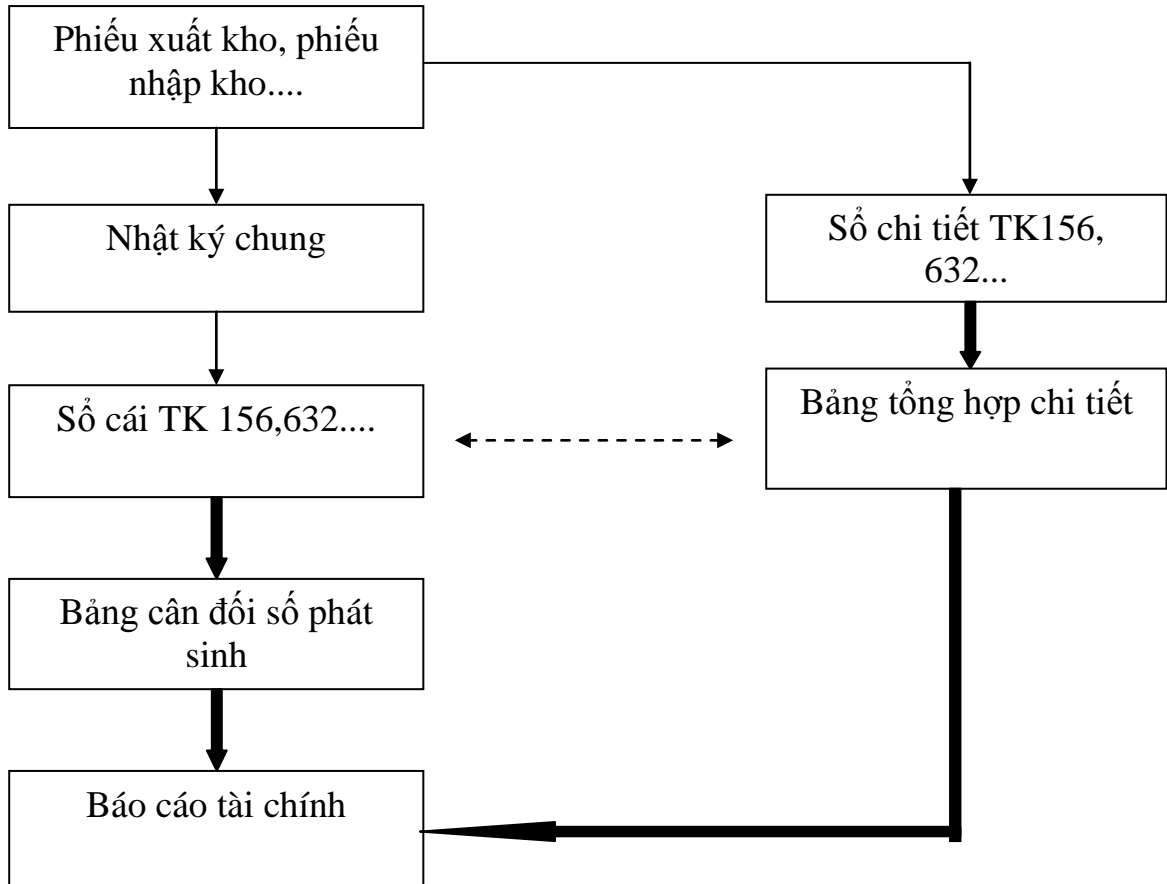 Phiếu xuất kho, phiếu
nhập kho....
Nhật ký chung
Sổ chi tiết TK156,
632...
Sổ cái TK 156,632....
Bảng tổng hợp chi tiết
Bảng cân đối số phát
sinh
Báo cáo tài chính